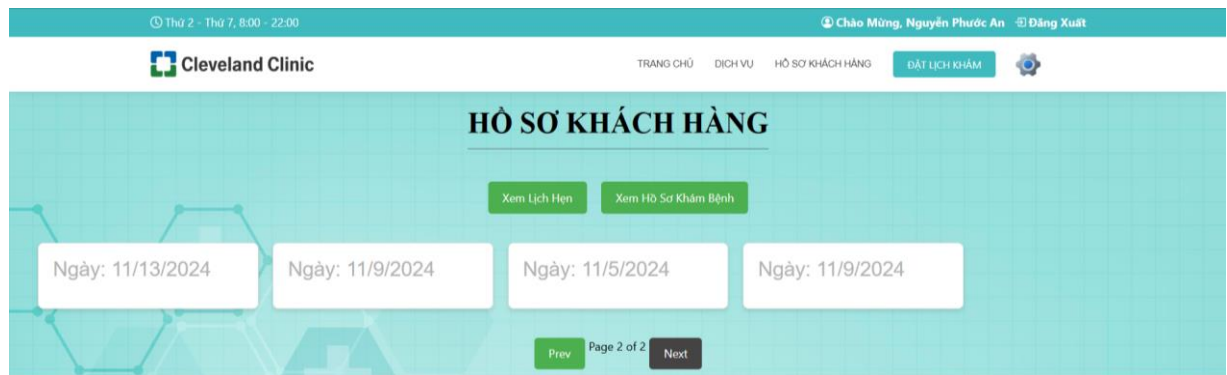 Thứ 2 - Thứ 7, 8:00 - 22:00
Chào Mừng, Nguyễn Phước An
Đăng Xuất
Cleveland Clinic
TRANG CHỦ
DỊCH VỤ
HỒ SƠ KHÁCH HÀNG
ĐẶT LỊCH KHÁM
HỒ SƠ KHÁCH HÀNG
Xem Lịch Hẹn
Xem Hồ Sơ Khám Bệnh
Ngày: 11/13/2024
Ngày: 11/9/2024
Ngày: 11/5/2024
Ngày: 11/9/2024
Prev
Page 2 of 2
Next